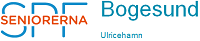 SPF
SENIORERNA
Bogesund
Ulricehamn